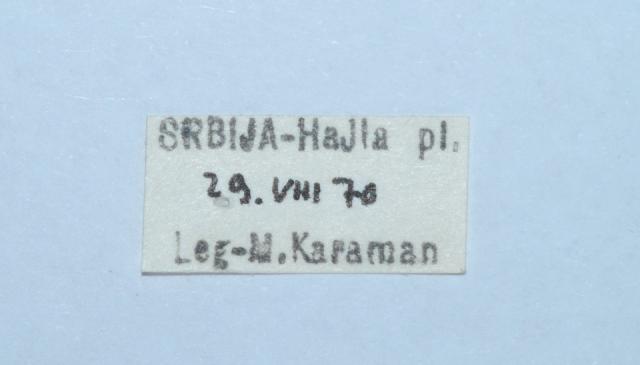 SRBIJA-HaJla pl.
29.VIII 70
Leg-M.Karaman